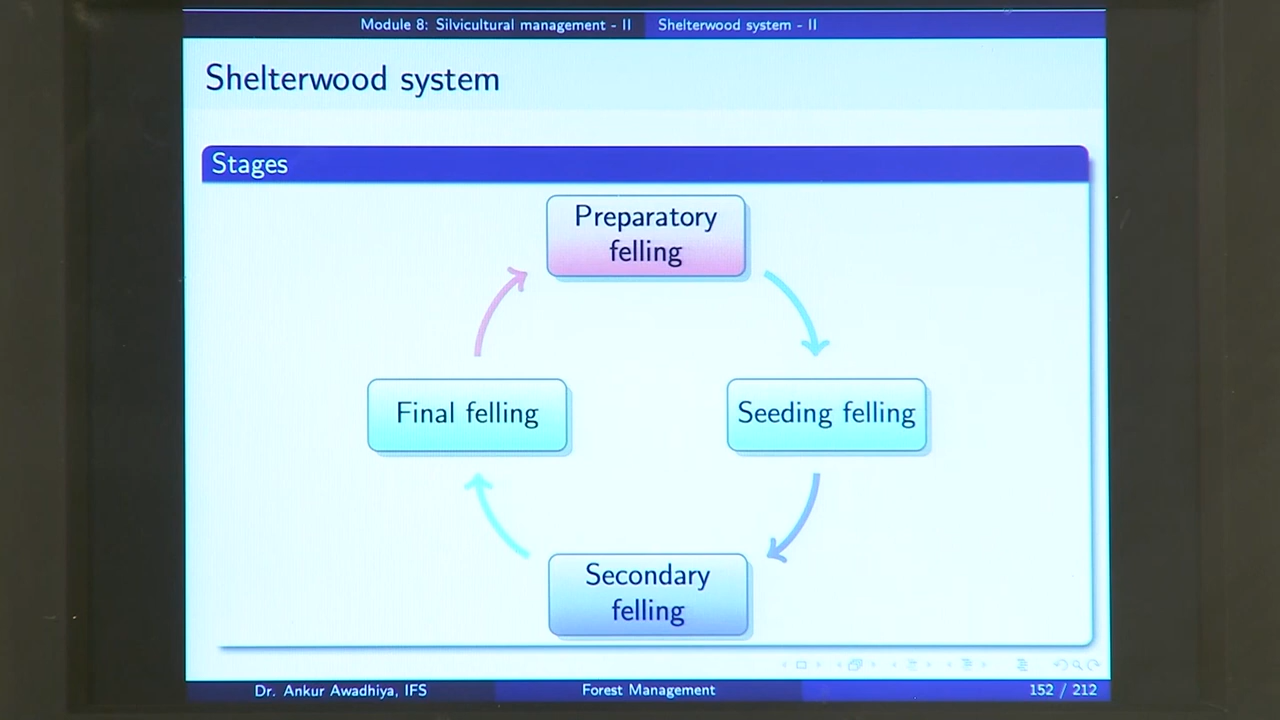 Module 8: Silvicultural management - II
Shelterwood system - II
Shelterwood system
Stages
Preparatory
felling
Final felling
Seeding felling
Secondary
felling
Dr. Ankur Awadhiya, IFS
Forest Management
152 / 212